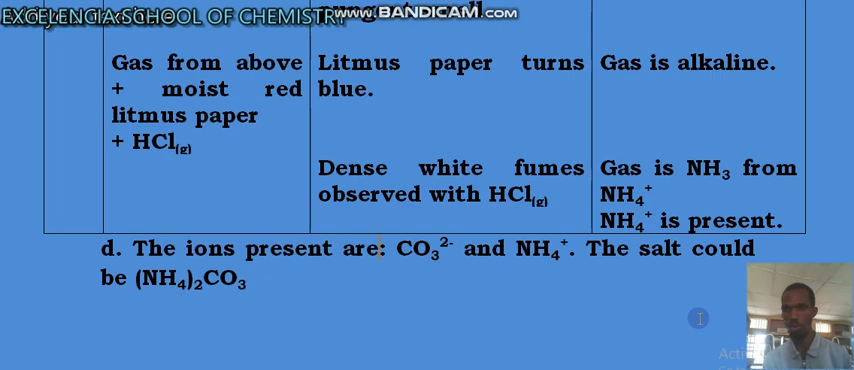 EXCELENCIA SCHOOL OF CHEMISTRY
www.BANDICAM.com
Gas from above
+ moist red
litmus paper
+ HCl(g)
Litmus paper turns
blue.
Dense white fumes
observed with HCl(g)
Gas is alkaline.
Gas is NH₃ from
NH₄⁺
NH₄⁺ is present.
d. The ions present are: CO₃²⁻ and NH₄⁺. The salt could
be (NH₄)₂CO₃